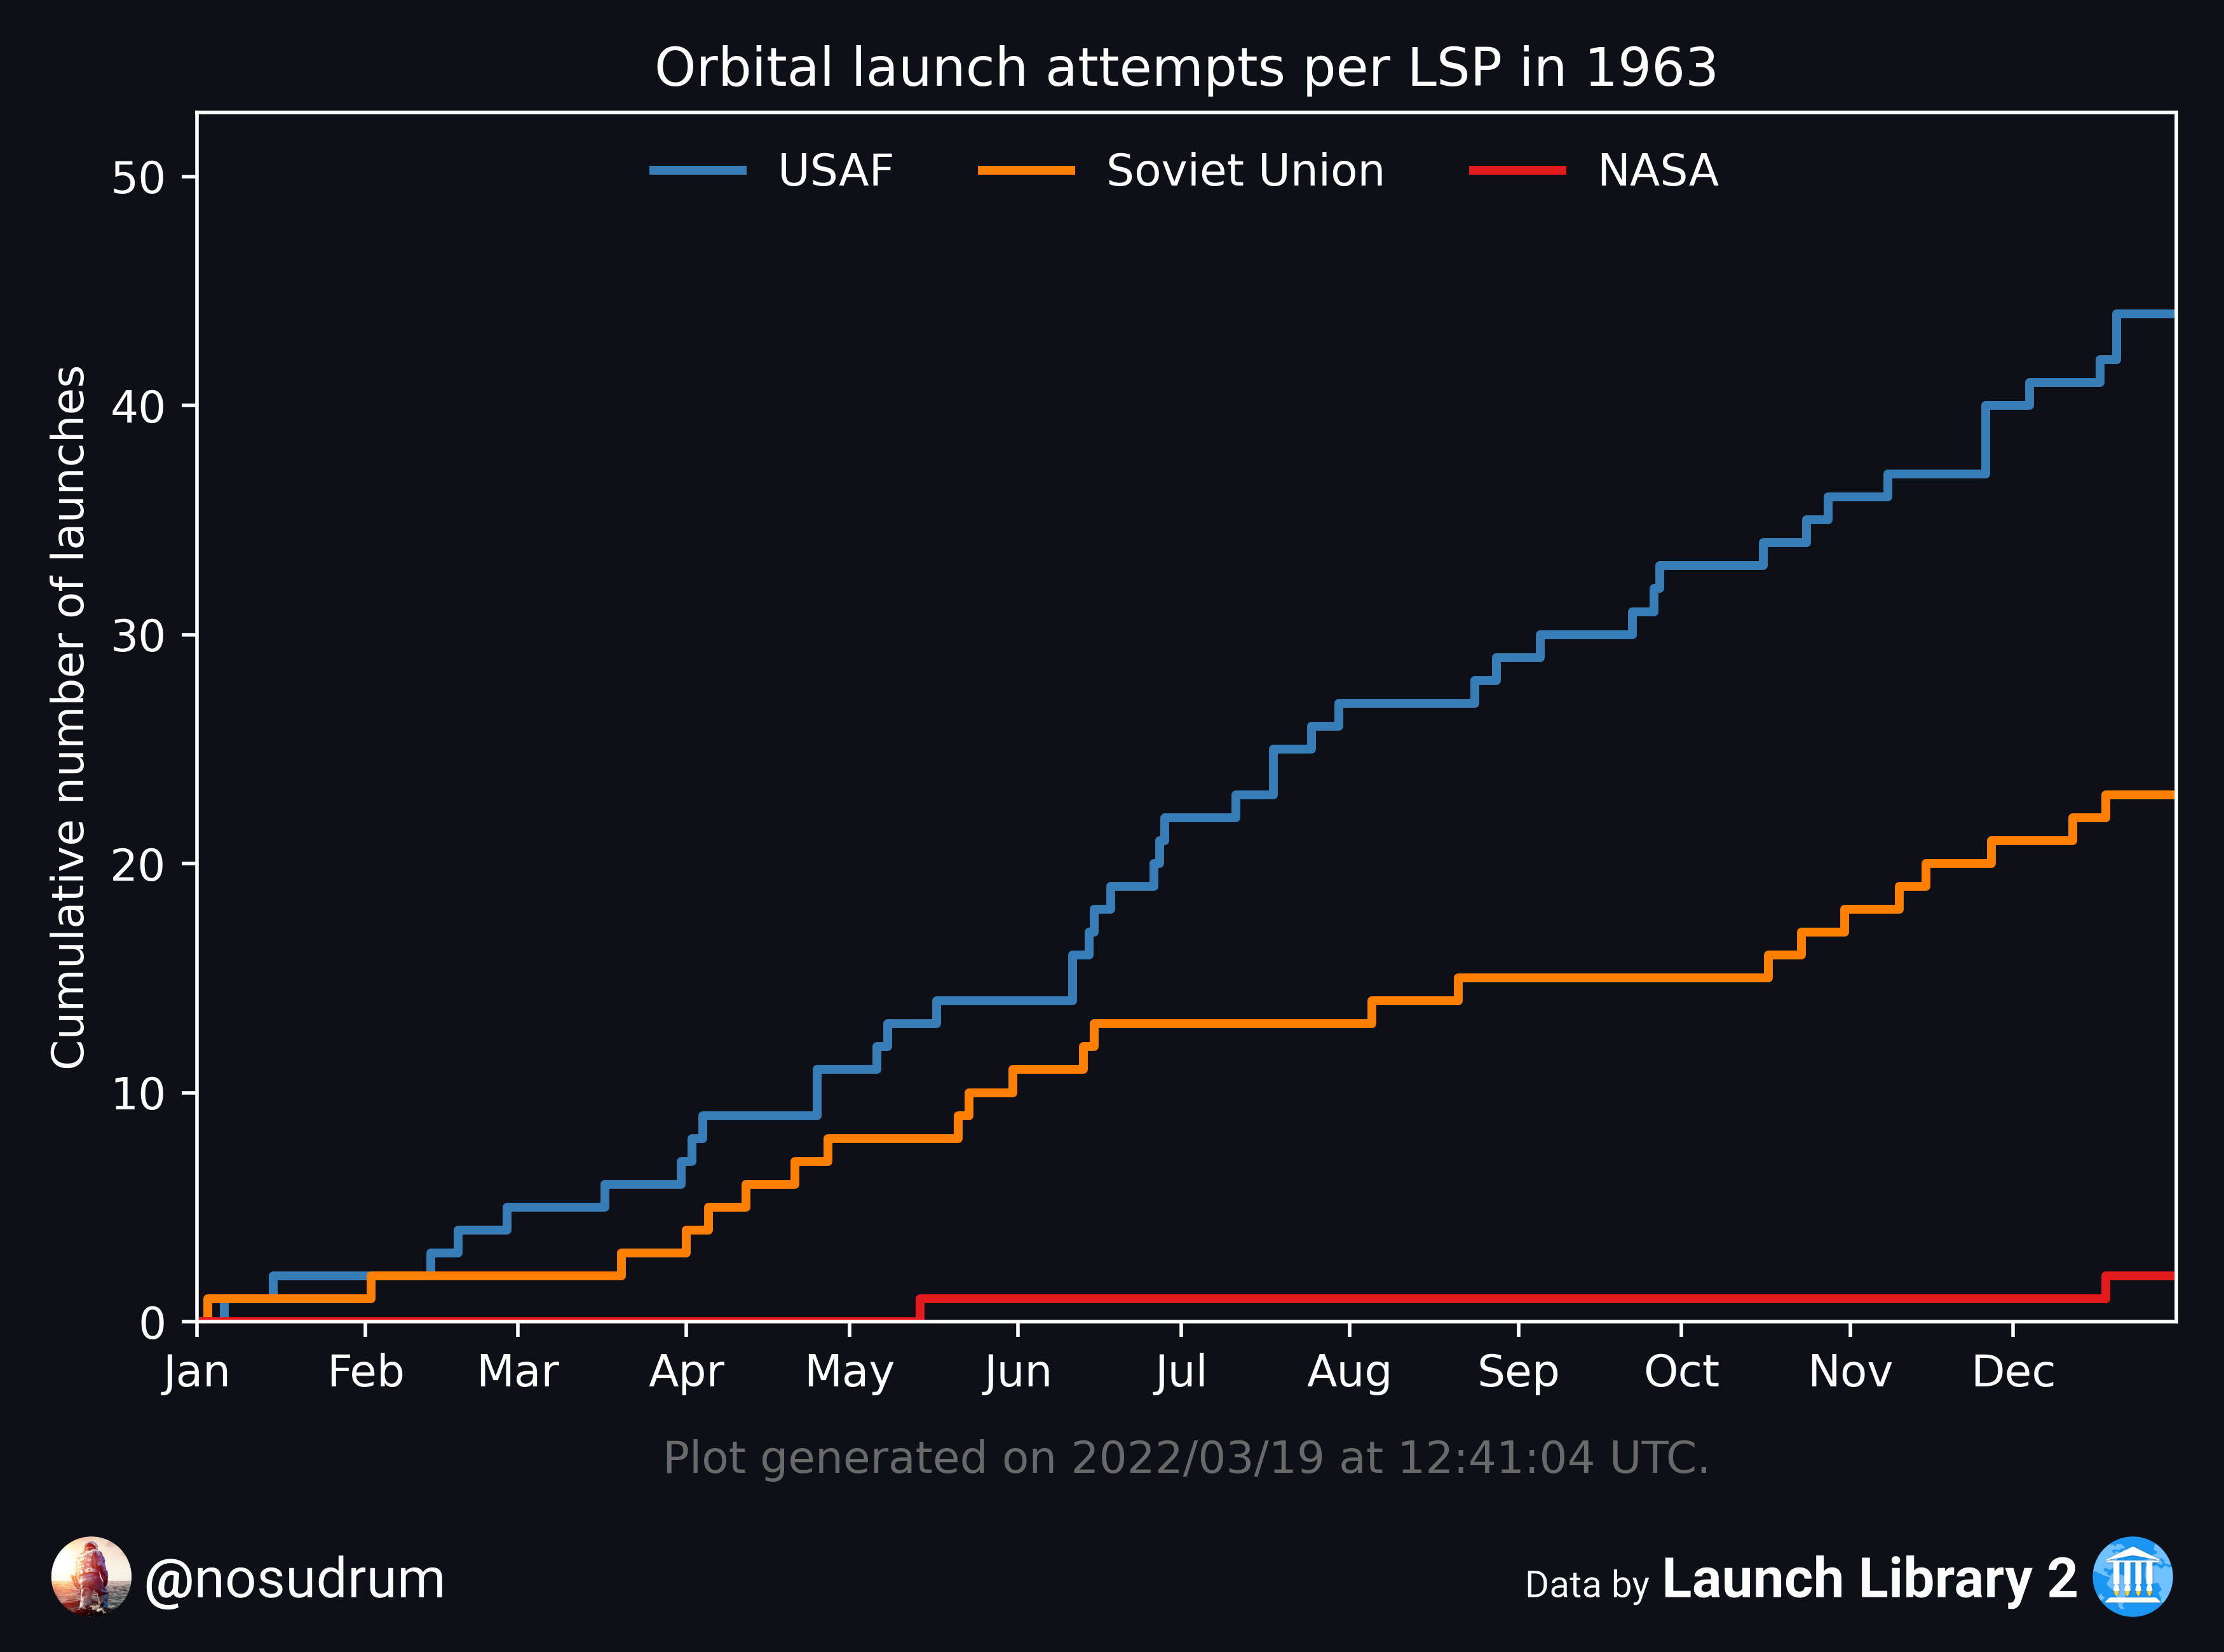 Orbital launch attempts per LSP in 1963
USAF Soviet Union NASA
Cumulative number of launches
50
40
30
20
10
0
Jan Feb Mar Apr May Jun Jul Aug Sep Oct Nov Dec
Plot generated on 2022/03/19 at 12:41:04 UTC.
@nosudrum
Data by Launch Library 2